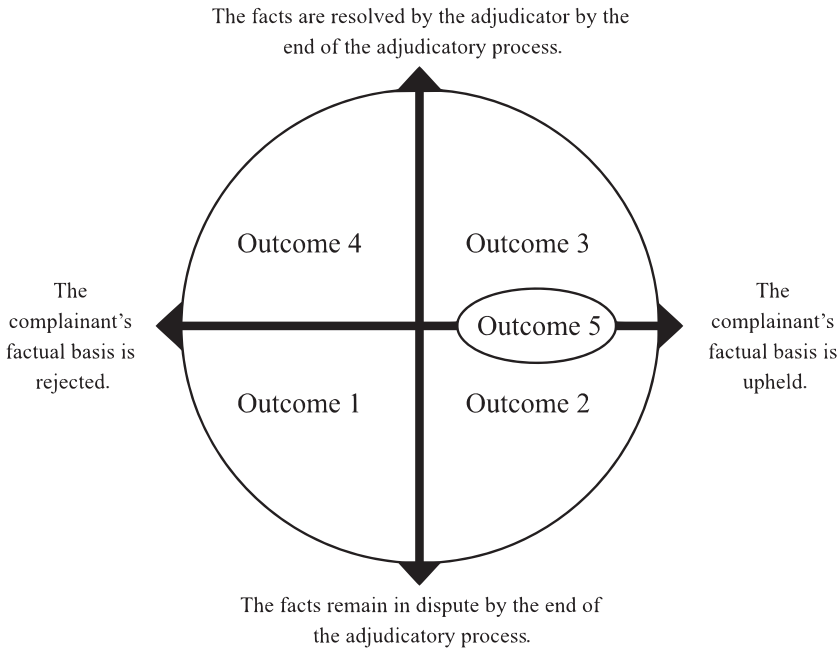 The facts are resolved by the adjudicator by the
end of the adjudicatory process.
Outcome 4
Outcome 3
The
complainant's
factual basis is
rejected.
Outcome 5
The
complainant's
factual basis is
upheld.
Outcome 1
Outcome 2
The facts remain in dispute by the end of
the adjudicatory process.